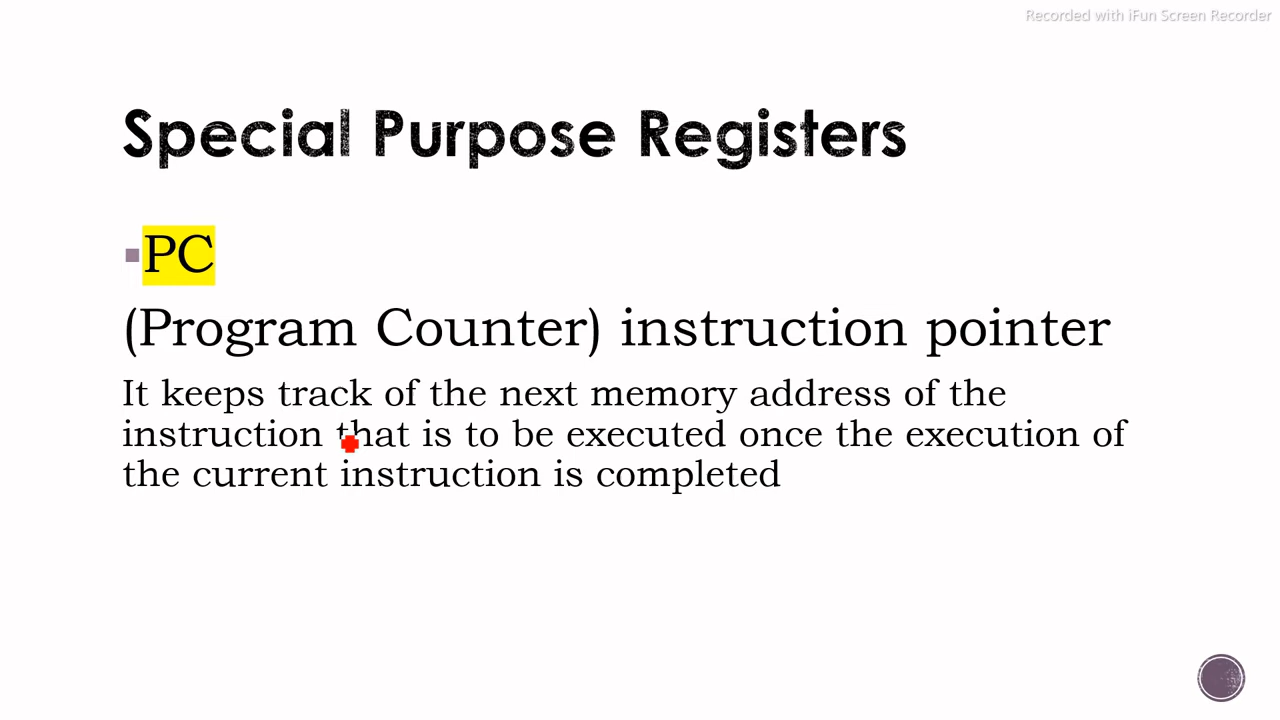 Recorded with iFun Screen Recorder
Special Purpose Registers
PC
(Program Counter) instruction pointer
It keeps track of the next memory address of the
instruction that is to be executed once the execution of
the current instruction is completed